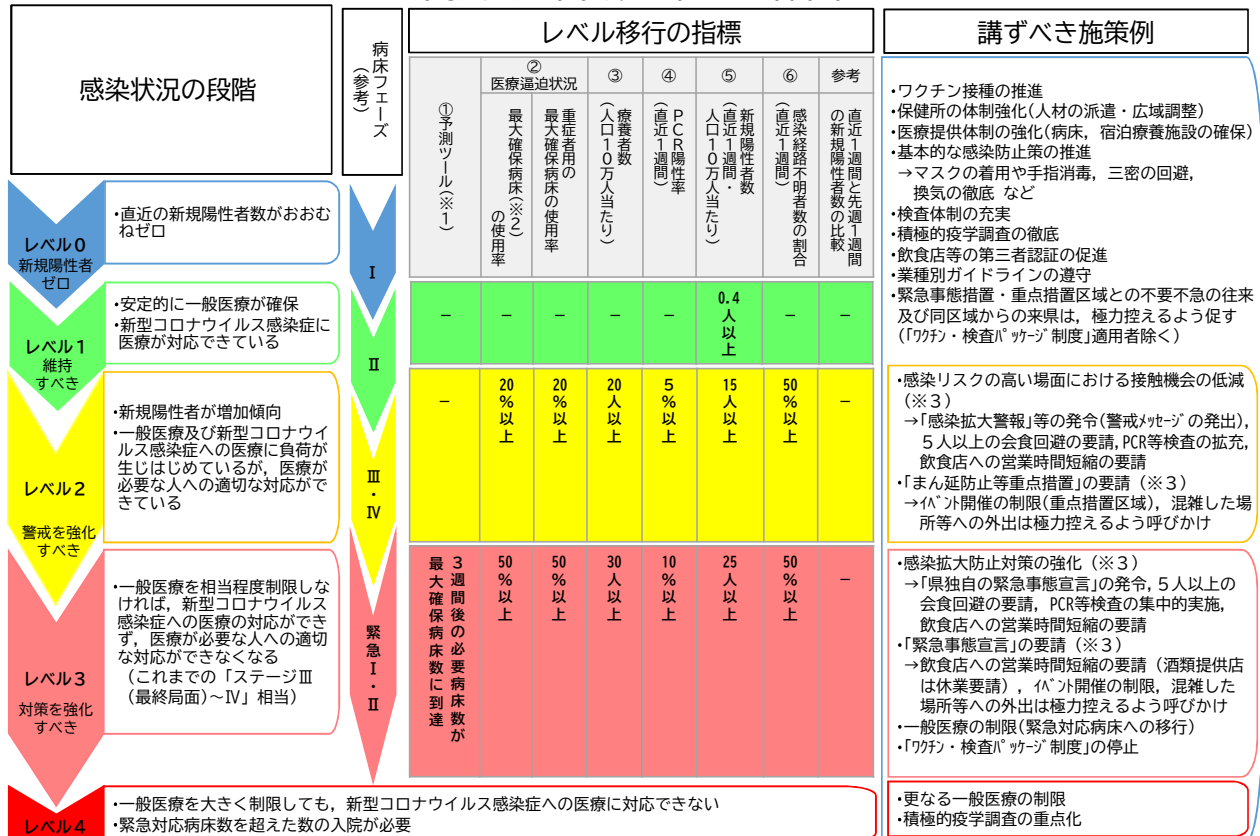 感染状況の段階
病床フェーズ
(参考)
レベル移行の指標
講ずべき施策例
①予測ツール(※1)
②
医療逼迫状況
最大確保病床(※2)
の使用率
重症者用の
最大確保病床の使用率
③
療養者数
(人口10万人当たり)
④
PCR陽性率
(直近1週間)
⑤
新規陽性者数
(直近1週間・
人口10万人当たり)
⑥
感染経路不明者数の割合
(直近1週間)
参考
直近1週間と先週1週間
の新規陽性者数の比較
レベル0
新規陽性者
ゼロ
・直近の新規陽性者数がおおむ
ねゼロ
Ⅰ
・ワクチン接種の推進
・保健所の体制強化(人材の派遣・広域調整)
・医療提供体制の強化(病床，宿泊療養施設の確保)
・基本的な感染防止策の推進
→マスクの着用や手指消毒，三密の回避，
換気の徹底 など
・検査体制の充実
・積極的疫学調査の徹底
・飲食店等の第三者認証の促進
・業種別ガイドラインの遵守
・緊急事態措置・重点措置区域との不要不急の往来
及び同区域からの来県は，極力控えるよう促す
(「ﾜｸﾁﾝ・検査ﾊﾟｯｹｰｼﾞ制度」適用者除く)
レベル1
維持
すべき
・安定的に一般医療が確保
・新型コロナウイルス感染症に
医療が対応できている
Ⅱ
－
－
－
－
－
0.4
人以上
－
－
レベル2
警戒を強化
すべき
・新規陽性者が増加傾向
・一般医療及び新型コロナウイ
ルス感染症への医療に負荷が
生じはじめているが，医療が
必要な人への適切な対応がで
きている
Ⅲ・Ⅳ
－
20%以上
20%以上
20人以上
5%以上
15人以上
50%以上
－
・感染リスクの高い場面における接触機会の低減
(※3)
→「感染拡大警報」等の発令(警戒ﾒｯｾｰｼﾞの発出)，
5人以上の会食回避の要請，PCR等検査の拡充，
飲食店への営業時間短縮の要請
・「まん延防止等重点措置」の要請（※3）
→ｲﾍﾞﾝﾄ開催の制限(重点措置区域)，混雑した場
所等への外出は極力控えるよう呼びかけ
レベル3
対策を強化
すべき
・一般医療を相当程度制限しな
ければ，新型コロナウイルス
感染症への医療の対応ができ
ず，医療が必要な人への適切
な対応ができなくなる
（これまでの「ステージⅢ
(最終局面)～Ⅳ」相当）
緊急Ⅰ・Ⅱ
3週間後の必要病床数が
最大確保病床数に到達
50%以上
50%以上
30人以上
10%以上
25人以上
50%以上
－
・感染拡大防止対策の強化（※3）
→「県独自の緊急事態宣言」の発令，5人以上の
会食回避の要請，PCR等検査の集中的実施，
飲食店への営業時間短縮の要請
・「緊急事態宣言」の要請（※3）
→飲食店への営業時間短縮の要請（酒類提供店
は休業要請），ｲﾍﾞﾝﾄ開催の制限，混雑した
場所等への外出は極力控えるよう呼びかけ
・一般医療の制限(緊急対応病床への移行)
・「ﾜｸﾁﾝ・検査ﾊﾟｯｹｰｼﾞ制度」の停止
レベル4
・一般医療を大きく制限しても，新型コロナウイルス感染症への医療に対応できない
・緊急対応病床数を超えた数の入院が必要
・更なる一般医療の制限
・積極的疫学調査の重点化